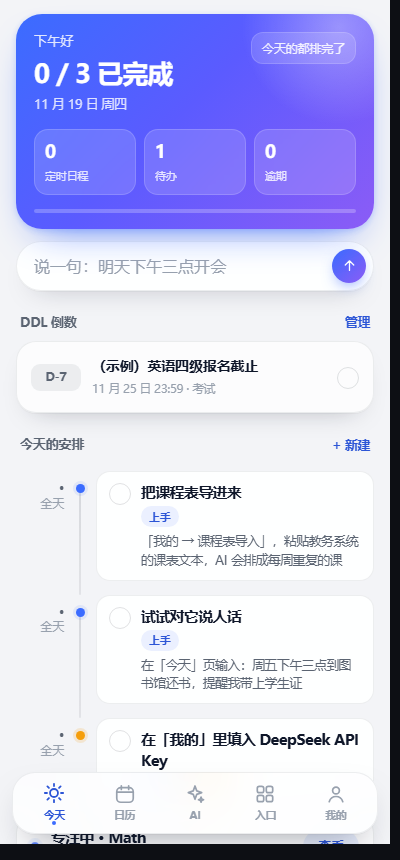 下午好
今天的都排完了
0 / 3 已完成
11 月 19 日 周四
0
定时日程
1
待办
0
逾期
说一句：明天下午三点开会
DDL 倒数
管理
D-7
（示例）英语四级报名截止
11 月 25 日 23:59 · 考试
今天的安排
+ 新建
全天
把课程表导进来
上手
「我的 → 课程表导入」，粘贴教务系统
的课表文本，AI 会排成每周重复的课
全天
试试对它说人话
上手
在「今天」页输入：周五下午三点到图
书馆还书，提醒我带上学生证
全天
在「我的」里填入 DeepSeek API
Key
今天
日历
AI
入口
我的
专注中 · Math